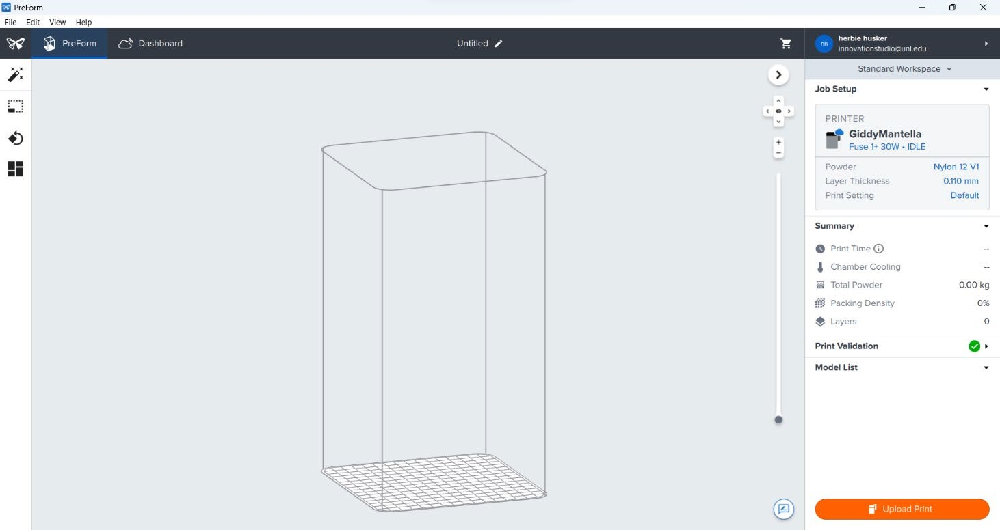 PreForm
File Edit View Help
PreForm Dashboard Untitled
hh herbie husker
innovationstudio@unl.edu
Standard Workspace
Job Setup
PRINTER
GiddyMantella
Fuse 1+ 30W • IDLE
Powder Nylon 12 V1
Layer Thickness 0.110 mm
Print Setting Default
Summary
Print Time --
Chamber Cooling --
Total Powder 0.00 kg
Packing Density 0%
Layers 0
Print Validation
Model List
Upload Print